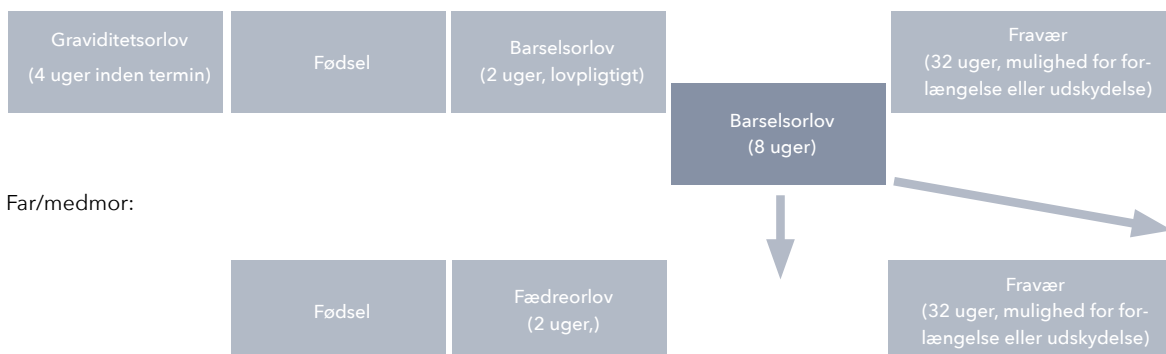 Graviditetsorlov
(4 uger inden termin)
Fødsel
Barselsorlov
(2 uger, lovpligtigt)
Barselsorlov
(8 uger)
Fravær
(32 uger, mulighed for for-
længelse eller udskydelse)
Far/medmor:
Fødsel
Fædreorlov
(2 uger,)
Fravær
(32 uger, mulighed for for-
længelse eller udskydelse)